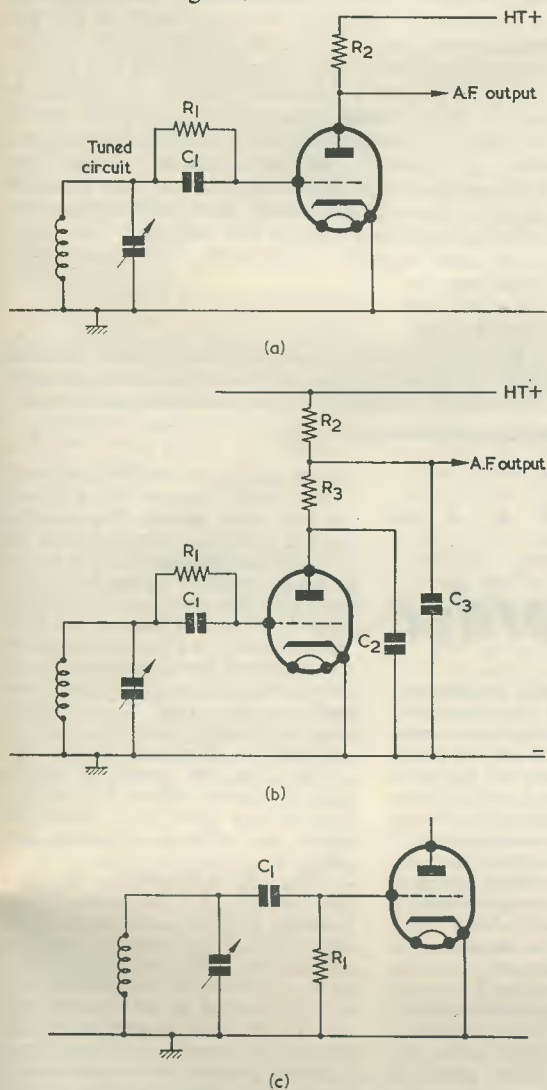 HT+
R2
A.F. output
R1
Tuned
circuit
C1
(a)
HT+
R2
A.F. output
R3
R1
C1
C2
C3
−
(b)
C1
R1
(c)